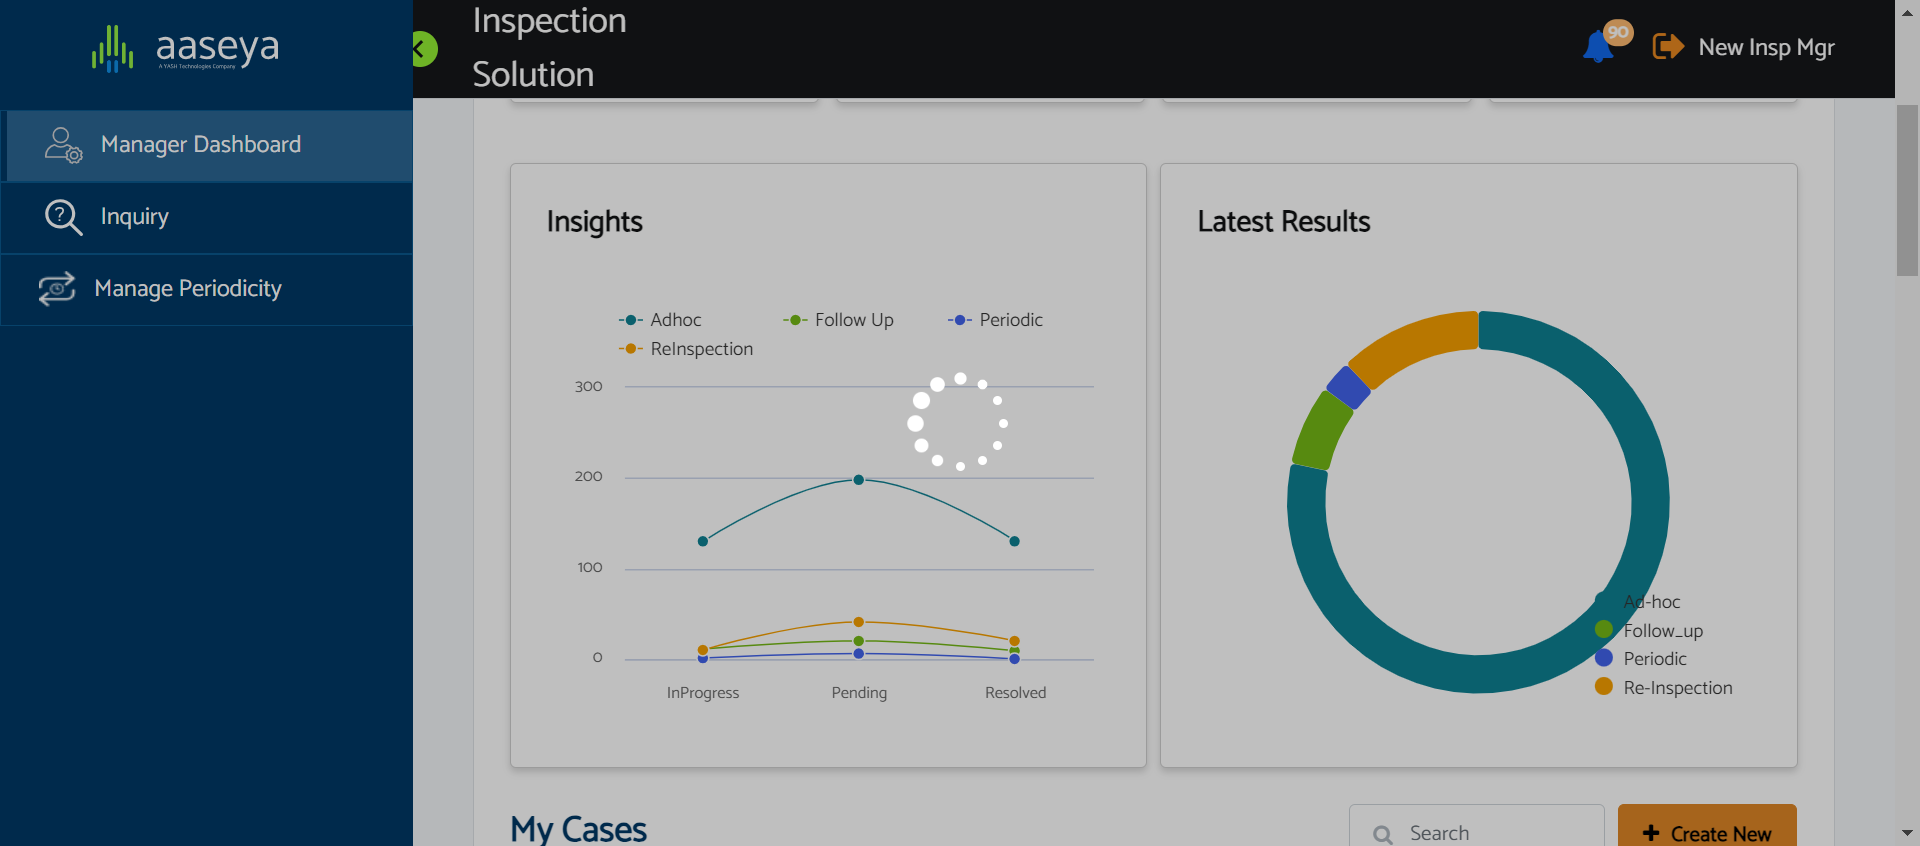 aaseya
A YASH Technologies Company
Manager Dashboard
Inquiry
Manage Periodicity
Inspection
Solution
90
New Insp Mgr
Insights
Adhoc
Follow Up
Periodic
ReInspection
300
200
100
0
InProgress
Pending
Resolved
Latest Results
Ad-hoc
Follow_up
Periodic
Re-Inspection
My Cases
Search
Create New